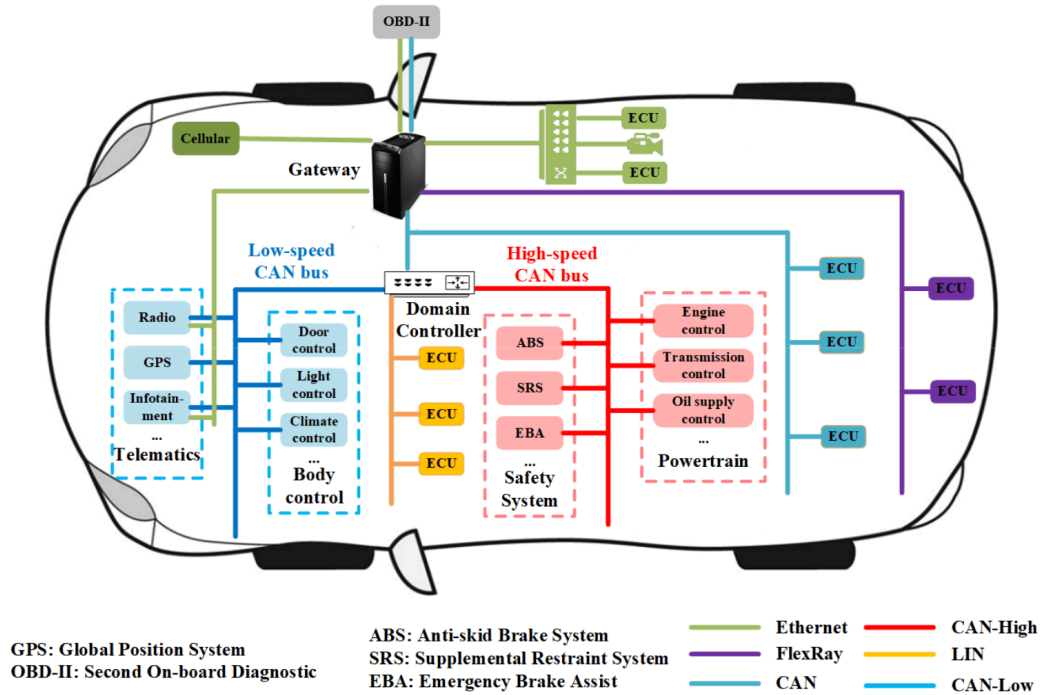 OBD-II
Cellular
Gateway
ECU
ECU
Low-speed
CAN bus
High-speed
CAN bus
Domain
Controller
Radio
GPS
Infotain-
ment
...
Telematics
Door
control
Light
control
Climate
control
...
Body
control
ECU
ECU
ECU
ABS
SRS
EBA
...
Safety
System
Engine
control
Transmission
control
Oil supply
control
...
Powertrain
ECU
ECU
ECU
ECU
ECU
GPS: Global Position System
OBD-II: Second On-board Diagnostic
ABS: Anti-skid Brake System
SRS: Supplemental Restraint System
EBA: Emergency Brake Assist
Ethernet
FlexRay
CAN
CAN-High
LIN
CAN-Low